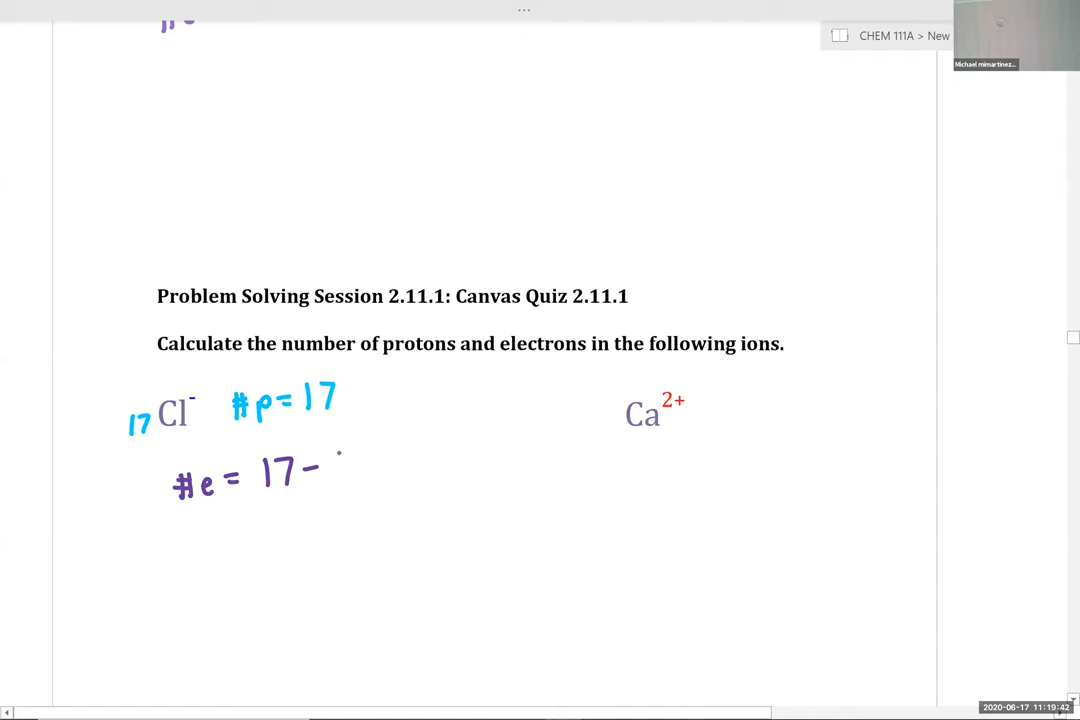 CHEM 111A > New
Michael mimartinez...
Problem Solving Session 2.11.1: Canvas Quiz 2.11.1
Calculate the number of protons and electrons in the following ions.
17 Cl⁻ #p = 17
Ca²⁺
#e = 17 -
2020-06-17 11:19:42